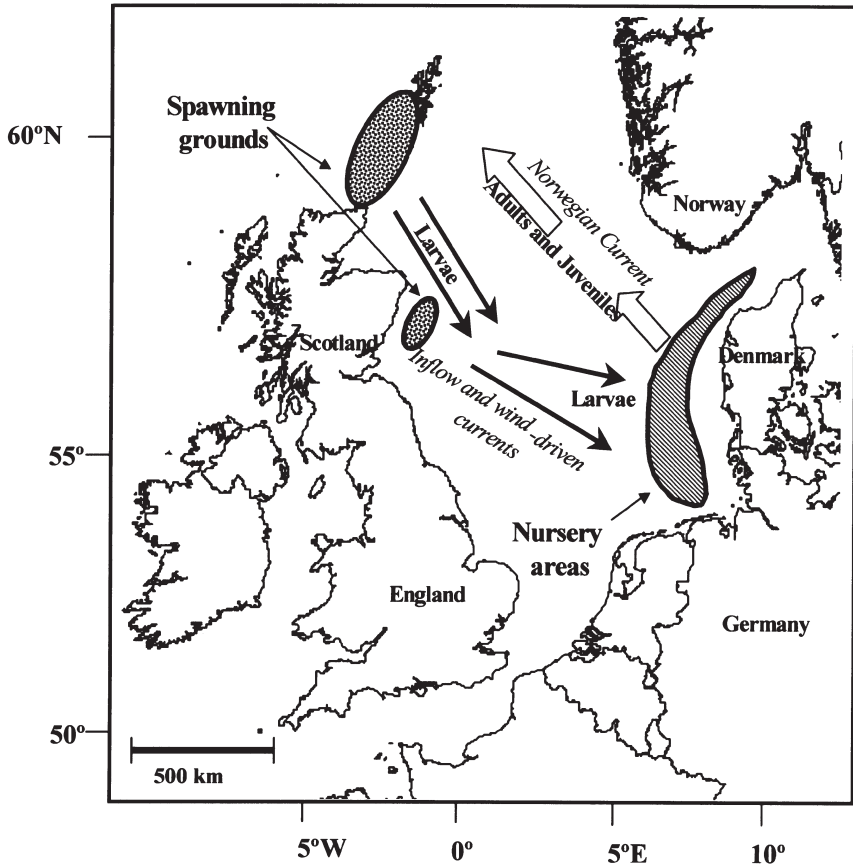 Spawning
grounds
60ºN
Norwegian Current
Adults and Juveniles
Norway
Larvae
Scotland
Denmark
Inflow and wind-driven
currents
Larvae
55º
Nursery
areas
England
Germany
50º
500 km
5ºW
0º
5ºE
10º